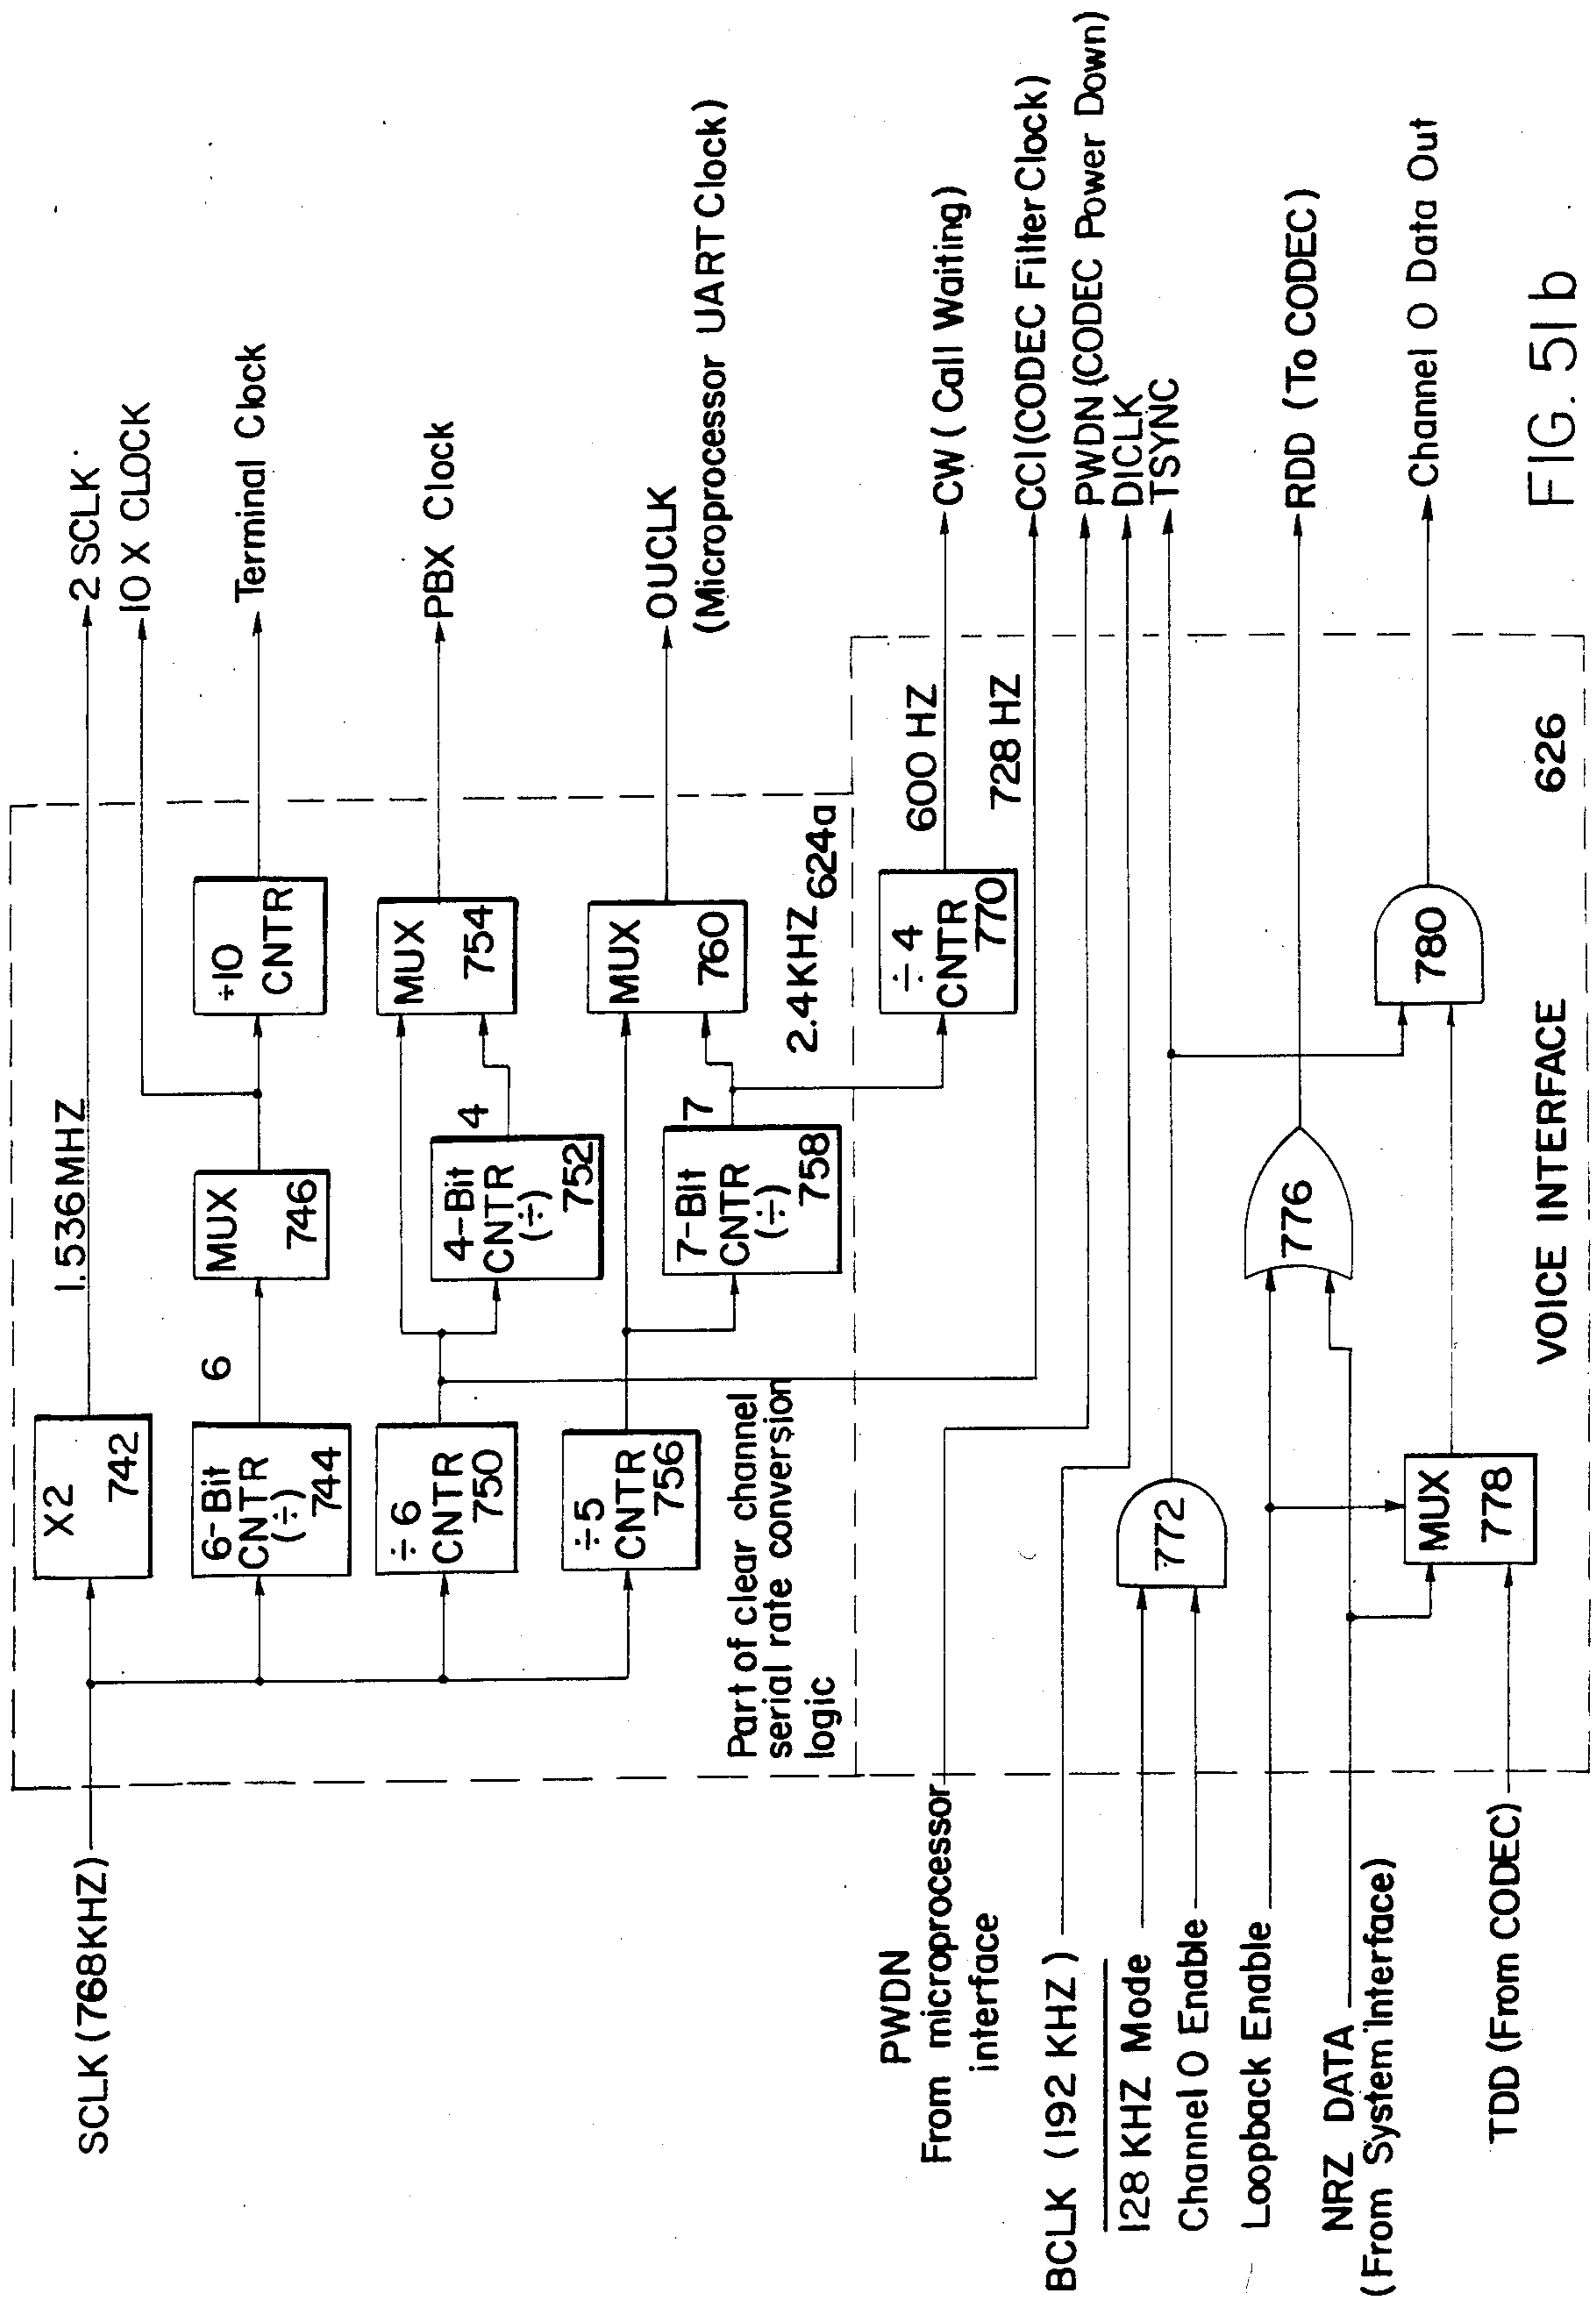 SCLK (768KHZ)
X2
742
1.536MHZ
2 SCLK
10 X CLOCK
6-Bit
CNTR
(÷)
744
6
MUX
746
÷10
CNTR
Terminal Clock
÷6
CNTR
750
4-Bit
CNTR
(÷)
752
4
MUX
754
PBX Clock
÷5
CNTR
756
7-Bit
CNTR
(÷)
758
7
MUX
760
OUCLK
(Microprocessor UART Clock)
Part of clear channel
serial rate conversion
logic
2.4KHZ
624a
÷4
CNTR
770
600 HZ
CW (Call Waiting)
728 HZ
CCI (CODEC Filter Clock)
PWDN
From microprocessor
interface
PWDN (CODEC Power Down)
BCLK (192 KHZ)
DICLK
128 KHZ Mode
Channel 0 Enable
772
TSYNC
Loopback Enable
776
RDD (To CODEC)
NRZ DATA
(From System Interface)
TDD (From CODEC)
MUX
778
780
Channel 0 Data Out
VOICE INTERFACE
626
FIG. 51b